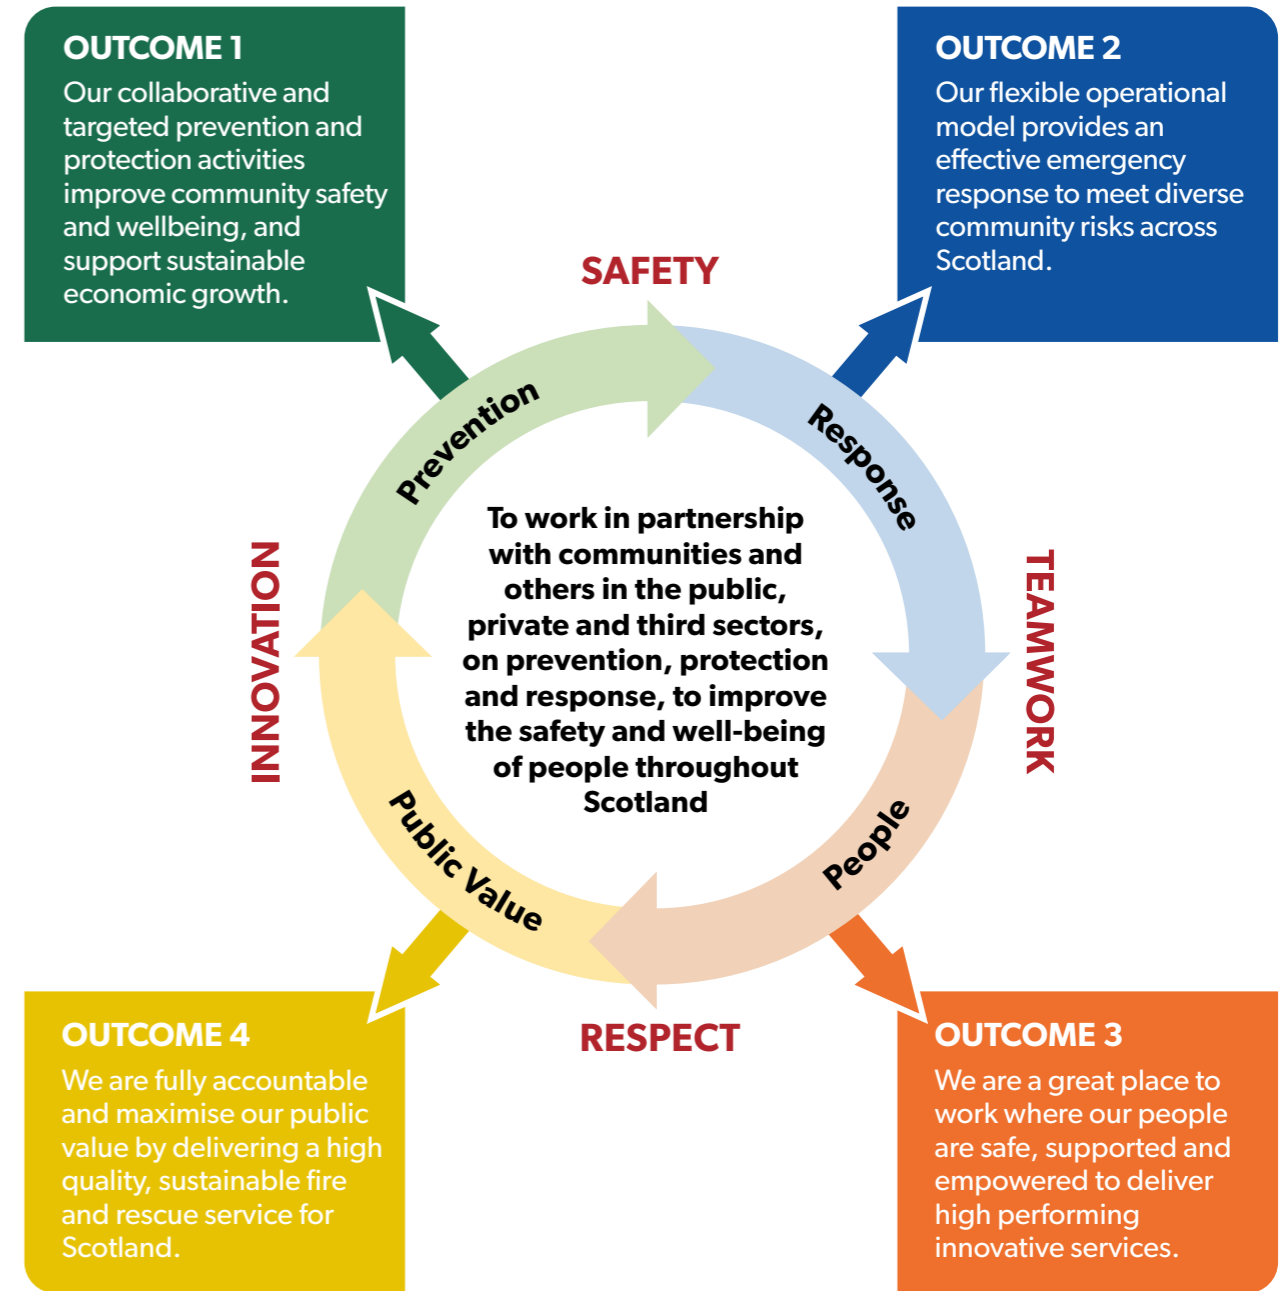 OUTCOME 1
Our collaborative and
targeted prevention and
protection activities
improve community safety
and wellbeing, and
support sustainable
economic growth.
OUTCOME 2
Our flexible operational
model provides an
effective emergency
response to meet diverse
community risks across
Scotland.
SAFETY
Prevention
Response
INNOVATION
To work in partnership
with communities and
others in the public,
private and third sectors,
on prevention, protection
and response, to improve
the safety and well-being
of people throughout
Scotland
TEAMWORK
Public Value
People
RESPECT
OUTCOME 4
We are fully accountable
and maximise our public
value by delivering a high
quality, sustainable fire
and rescue service for
Scotland.
OUTCOME 3
We are a great place to
work where our people
are safe, supported and
empowered to deliver
high performing
innovative services.